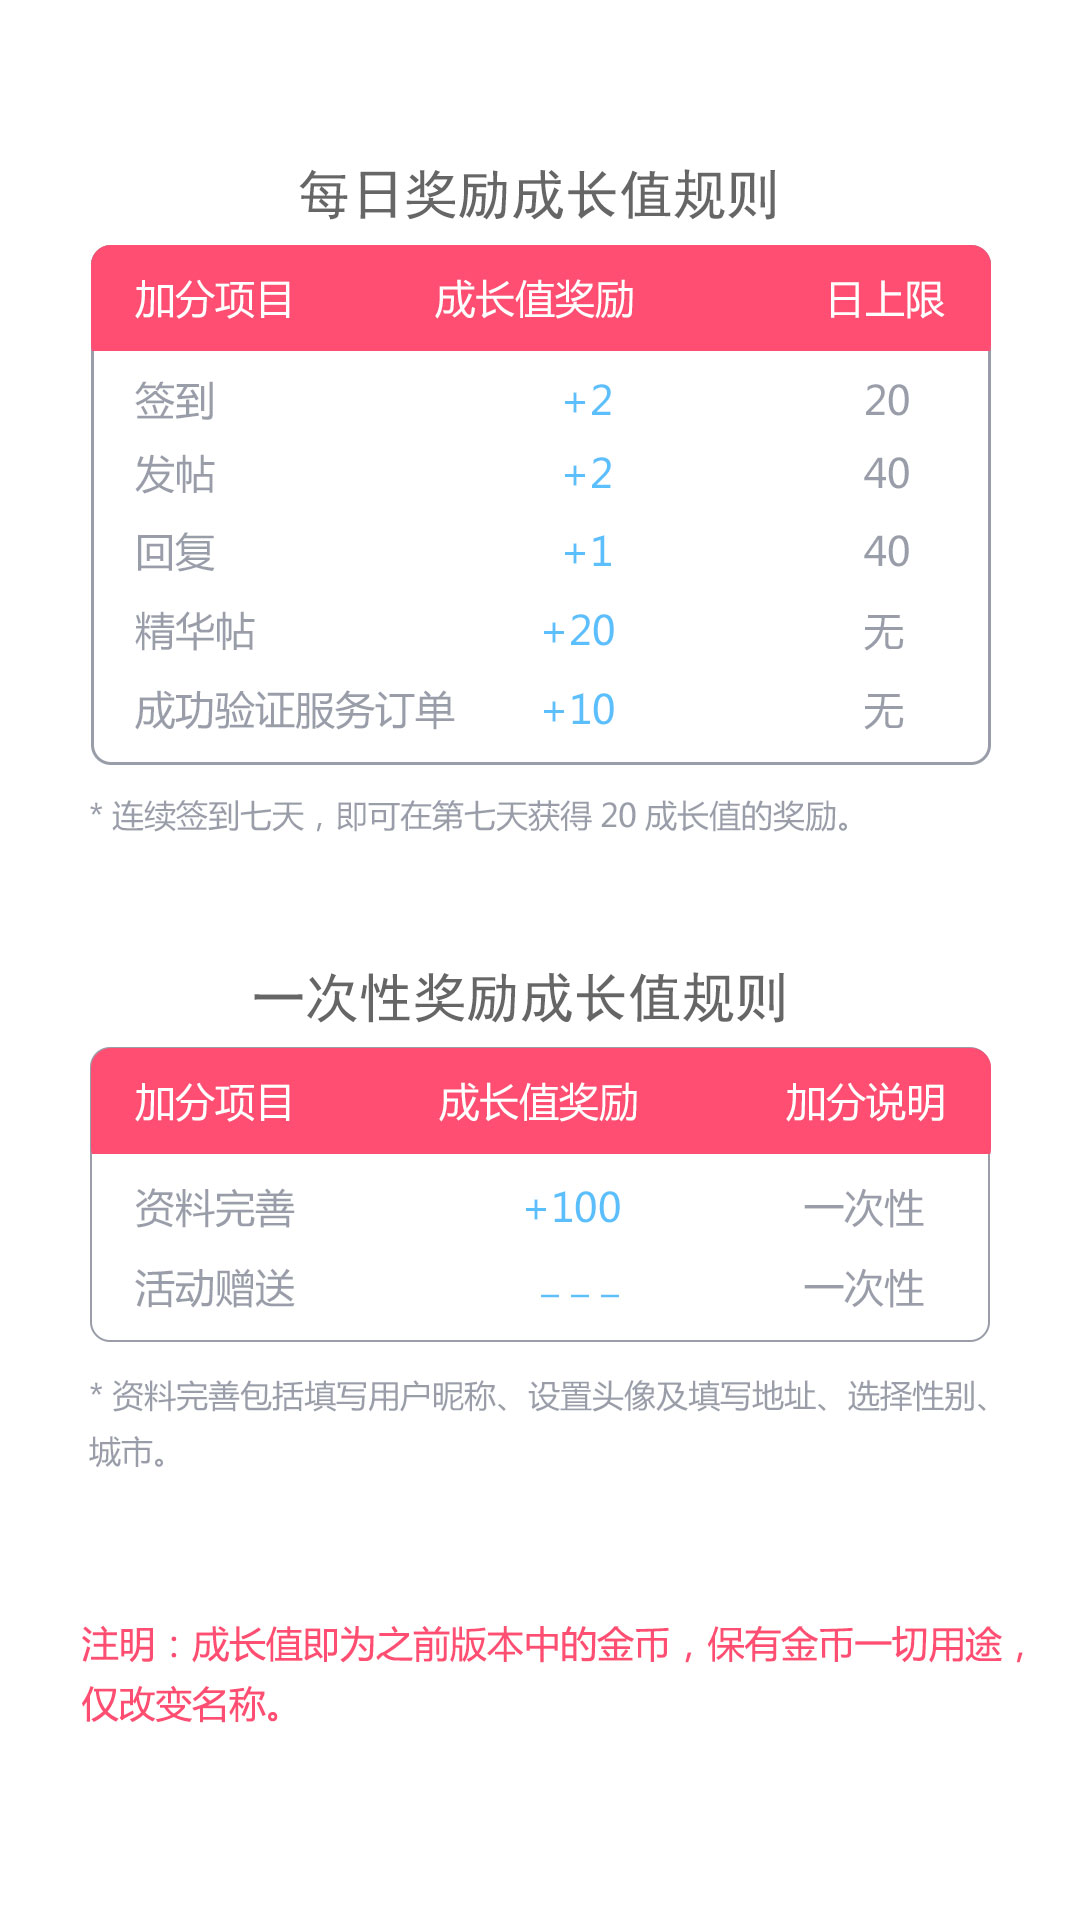 每日奖励成长值规则
加分项目 成长值奖励 日上限
签到 +2 20
发帖 +2 40
回复 +1 40
精华帖 +20 无
成功验证服务订单 +10 无
* 连续签到七天，即可在第七天获得 20 成长值的奖励。
一次性奖励成长值规则
加分项目 成长值奖励 加分说明
资料完善 +100 一次性
活动赠送 _ _ _ 一次性
* 资料完善包括填写用户昵称、设置头像及填写地址、选择性别、
城市。
注明：成长值即为之前版本中的金币，保有金币一切用途，
仅改变名称。